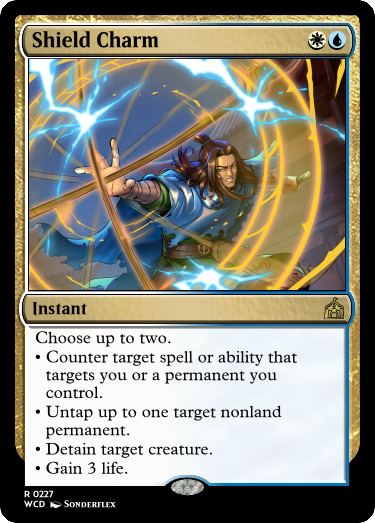 Shield Charm
Instant
Choose up to two.
• Counter target spell or ability that
targets you or a permanent you
control.
• Untap up to one target nonland
permanent.
• Detain target creature.
• Gain 3 life.
R 0227
WCD Sonderflex